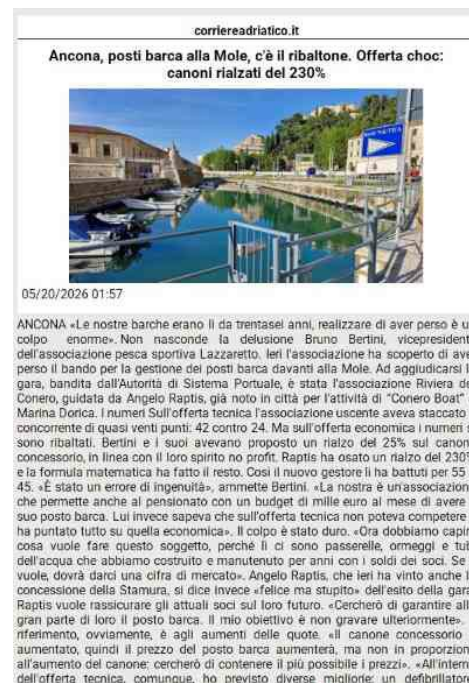 corriereadriatico.it
Ancona, posti barca alla Mole, c'è il ribaltone. Offerta choc:
canoni rialzati del 230%
05/20/2026 01:57
ANCONA «Le nostre barche erano lì da trentasei anni, realizzare di aver perso è u
colpo enorme». Non nasconde la delusione Bruno Bertini, vicepresident
dell'associazione pesca sportiva Lazzaretto. Ieri l'associazione ha scoperto di ave
perso il bando per la gestione dei posti barca davanti alla Mole. Ad aggiudicarsi l
gara, bandita dall'Autorità di Sistema Portuale, è stata l'associazione Riviera de
Conero, guidata da Angelo Raptis, già noto in città per l'attività di "Conero Boat"
Marina Dorica. I numeri Sull'offerta tecnica l'associazione uscente aveva staccato
concorrente di quasi venti punti: 42 contro 24. Ma sull'offerta economica i numeri s
sono ribaltati. Bertini e i suoi avevano proposto un rialzo del 25% sul canon
concessorio, in linea con il loro spirito no profit. Raptis ha osato un rialzo del 230%
e la formula matematica ha fatto il resto. Così il nuovo gestore li ha battuti per 55
45. «È stato un errore di ingenuità», ammette Bertini. «La nostra è un'association
che permette anche al pensionato con un budget di mille euro al mese di avere
suo posto barca. Lui invece sapeva che sull'offerta tecnica non poteva competere
ha puntato tutto su quella economica». Il colpo è stato duro. «Ora dobbiamo capir
cosa vuole fare questo soggetto, perché lì ci sono passerelle, ormeggi e tub
dell'acqua che abbiamo costruito e manutenuto per anni con i soldi dei soci. Se
vuole, dovrà darci una cifra di mercato». Angelo Raptis, che ieri ha vinto anche l
concessione della Stamura, si dice invece «felice ma stupito» dell'esito della gara
Raptis vuole rassicurare gli attuali soci sul loro futuro. «Cercherò di garantire all
gran parte di loro il posto barca. Il mio obiettivo è non gravare ulteriormente».
riferimento, ovviamente, è agli aumenti delle quote. «Il canone concessorio
aumentato, quindi il prezzo del posto barca aumenterà, ma non in proporzion
all'aumento del canone: cercherò di contenere il più possibile i prezzi». «All'intern
dell'offerta tecnica, comunque, ho previsto diverse migliorie: un defibrillator